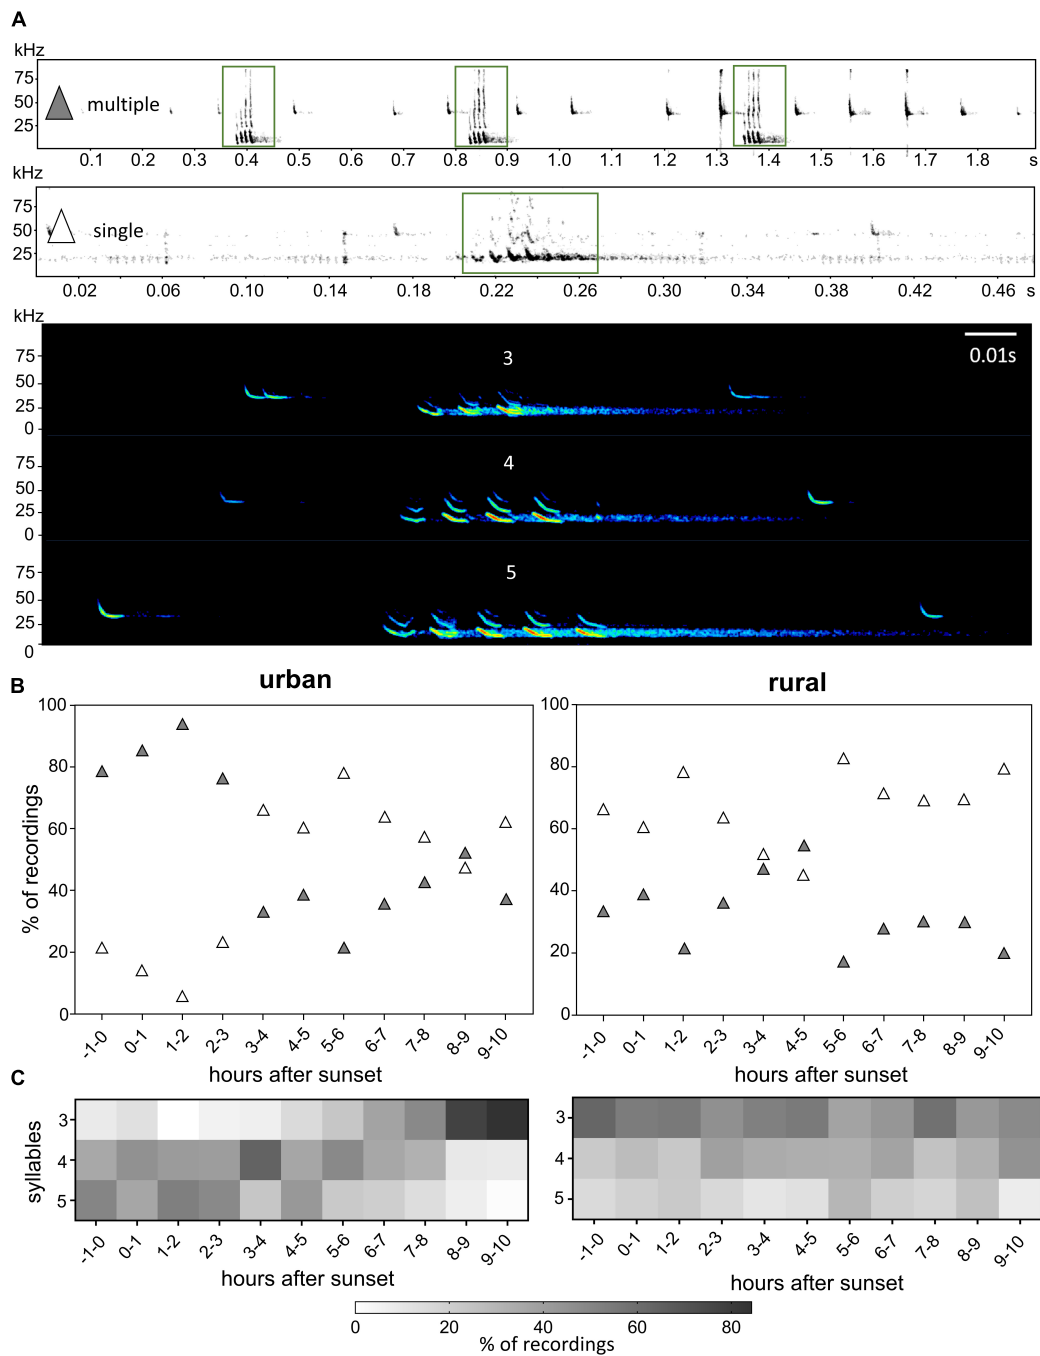 A
kHz
75
50
25
multiple
0.1 0.2 0.3 0.4 0.5 0.6 0.7 0.8 0.9 1.0 1.1 1.2 1.3 1.4 1.5 1.6 1.7 1.8 s
kHz
75
50
25
single
0.02 0.06 0.10 0.14 0.18 0.22 0.26 0.30 0.34 0.38 0.42 0.46 s
kHz
75
50
25
0
3
0.01s
75
50
25
0
4
75
50
25
0
5
B
urban
100
80
60
40
20
0
% of recordings
-1-0 0-1 1-2 2-3 3-4 4-5 5-6 6-7 7-8 8-9 9-10
hours after sunset
rural
100
80
60
40
20
0
-1-0 0-1 1-2 2-3 3-4 4-5 5-6 6-7 7-8 8-9 9-10
hours after sunset
C
syllables
3
4
5
-1-0 0-1 1-2 2-3 3-4 4-5 5-6 6-7 7-8 8-9 9-10
hours after sunset
3
4
5
-1-0 0-1 1-2 2-3 3-4 4-5 5-6 6-7 7-8 8-9 9-10
hours after sunset
0 20 40 60 80
% of recordings